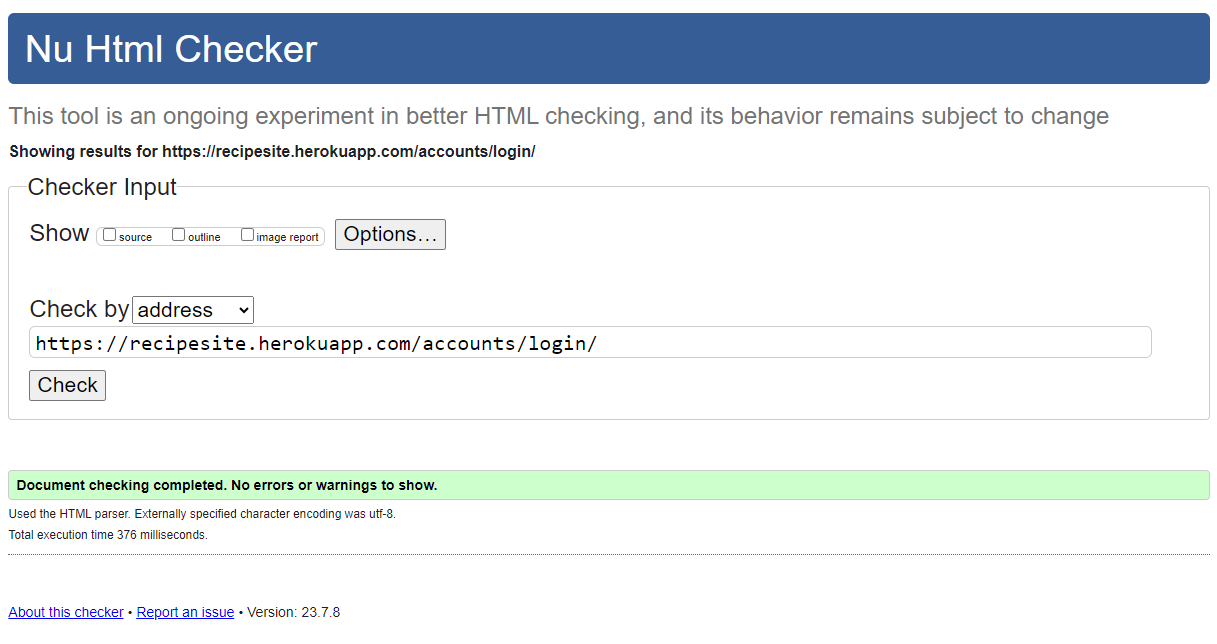 Nu Html Checker
This tool is an ongoing experiment in better HTML checking, and its behavior remains subject to change
Showing results for https://recipesite.herokuapp.com/accounts/login/
Checker Input
Show source outline image report Options...
Check by address
https://recipesite.herokuapp.com/accounts/login/
Check
Document checking completed. No errors or warnings to show.
Used the HTML parser. Externally specified character encoding was utf-8.
Total execution time 376 milliseconds.
About this checker • Report an issue • Version: 23.7.8